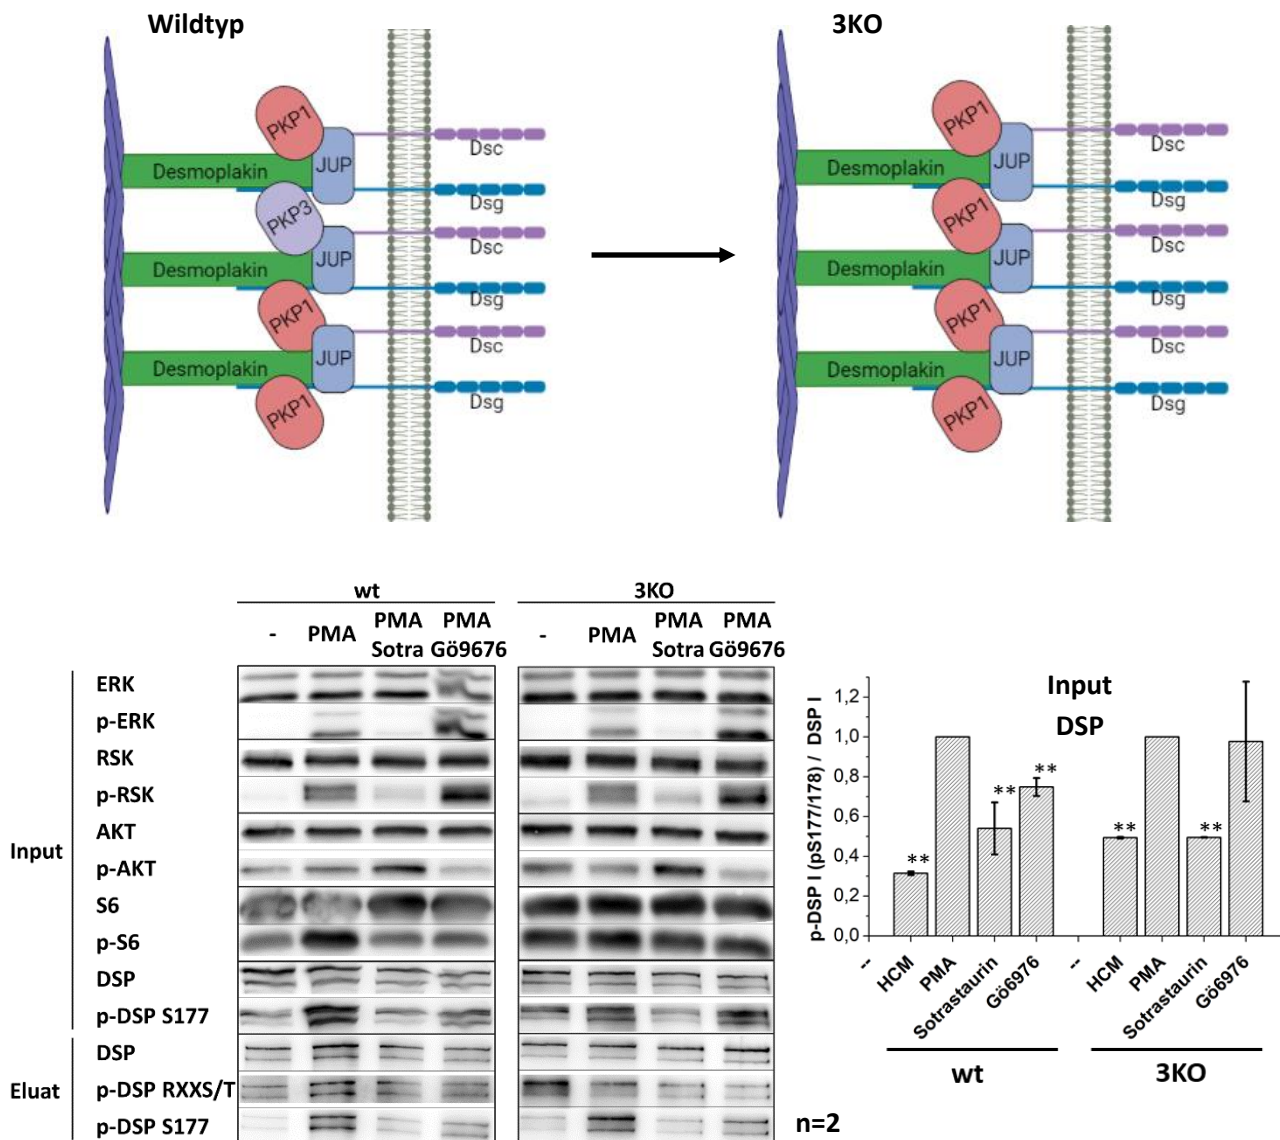 Wildtyp
3KO
PKP1
JUP
Dsc
Desmoplakin
Dsg
PKP3
JUP
Dsc
Desmoplakin
Dsg
PKP1
JUP
Dsc
Desmoplakin
Dsg
PKP1
PKP1
JUP
Dsc
Desmoplakin
Dsg
PKP1
JUP
Dsc
Desmoplakin
Dsg
PKP1
JUP
Dsc
Desmoplakin
Dsg
PKP1
wt
3KO
- PMA PMA Sotra PMA Gö9676
- PMA PMA Sotra PMA Gö9676
Input
ERK
p-ERK
RSK
p-RSK
AKT
p-AKT
S6
p-S6
DSP
p-DSP S177
Eluat
DSP
p-DSP RXXS/T
p-DSP S177
n=2
Input
DSP
p-DSP I (pS177/178) / DSP I
1,2
1,0
0,8
0,6
0,4
0,2
0,0
**
**
**
**
**
--
HCM
PMA
Sotrastaurin
Gö6976
--
HCM
PMA
Sotrastaurin
Gö6976
wt
3KO